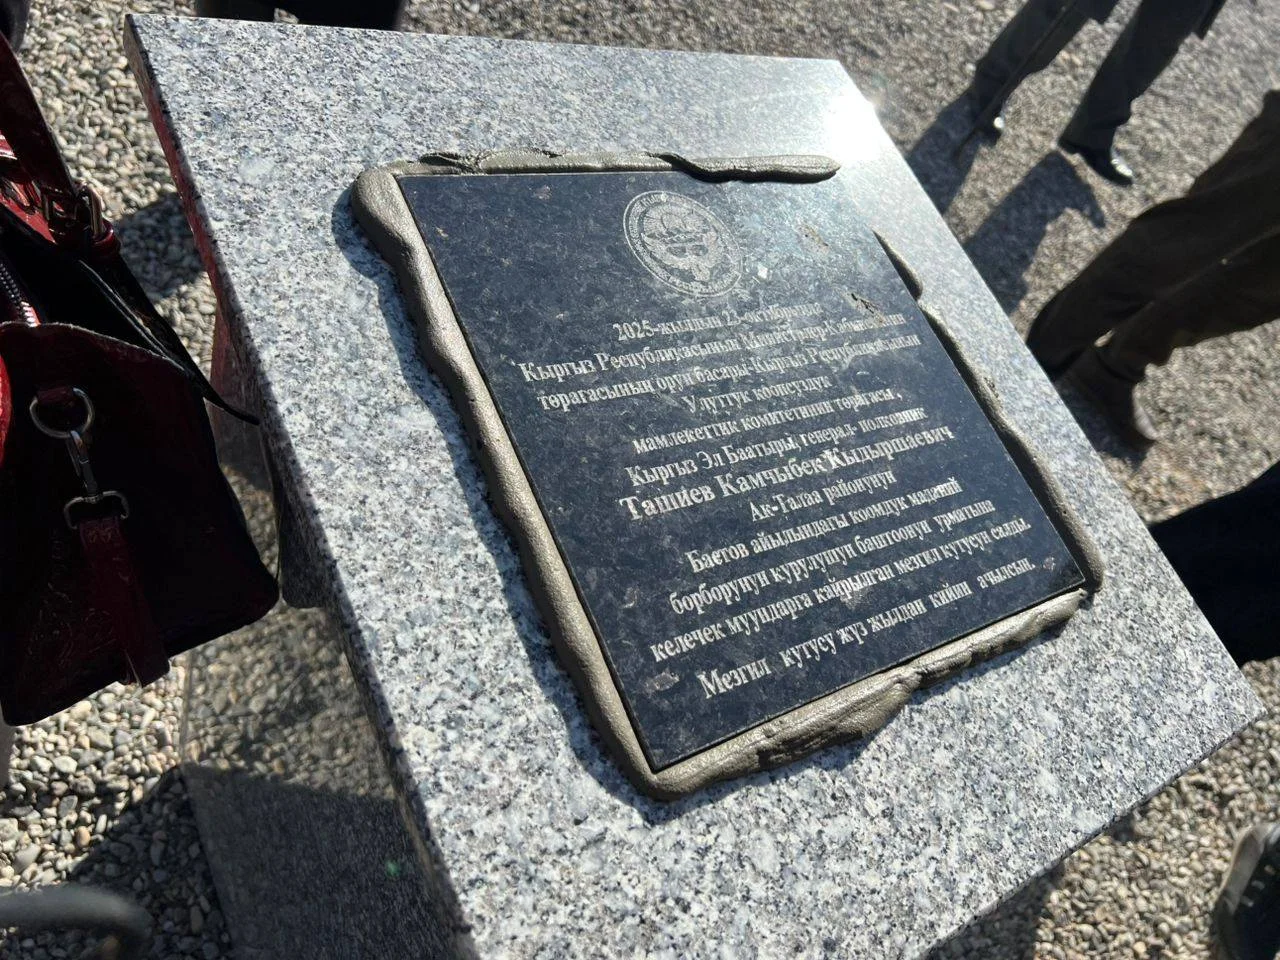 2025-жылдын октябрында
Кыргыз Республикасынын Министрлер Кабинетинин
төрагасынын орун басары-Кыргыз Республикасынын
Улуттук коопсуздук
мамлекеттик комитетинин төрагасы,
Кыргыз Эл Баатыры, генерал-полковник
Ташиев Камчыбек Кыдыршаевич
Ак-Талаа районунун
Баетов айылындагы коомдук маданий
борборунун курулушун баштоонун урматына
келечек муундарга кайрылган мезгил кутусун салды.
Мезгил кутусу жүз жылдан кийин ачылсын.